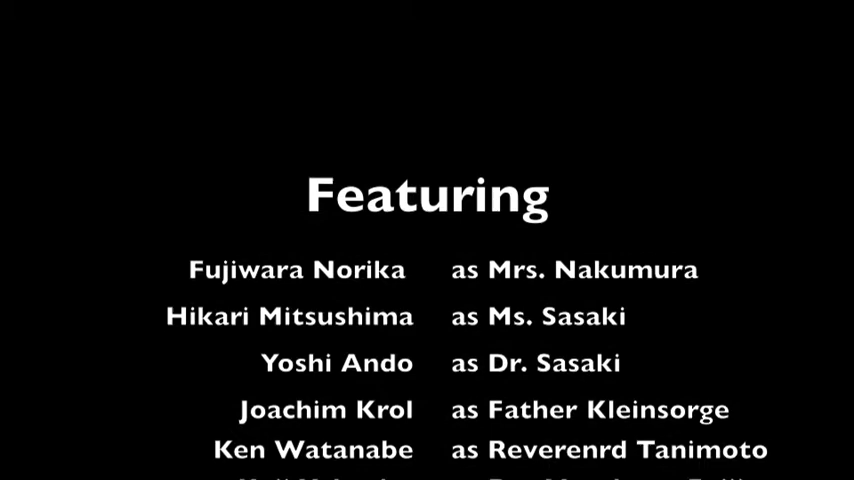 Featuring
Fujiwara Norika as Mrs. Nakumura
Hikari Mitsushima as Ms. Sasaki
Yoshi Ando as Dr. Sasaki
Joachim Krol as Father Kleinsorge
Ken Watanabe as Reverenrd Tanimoto